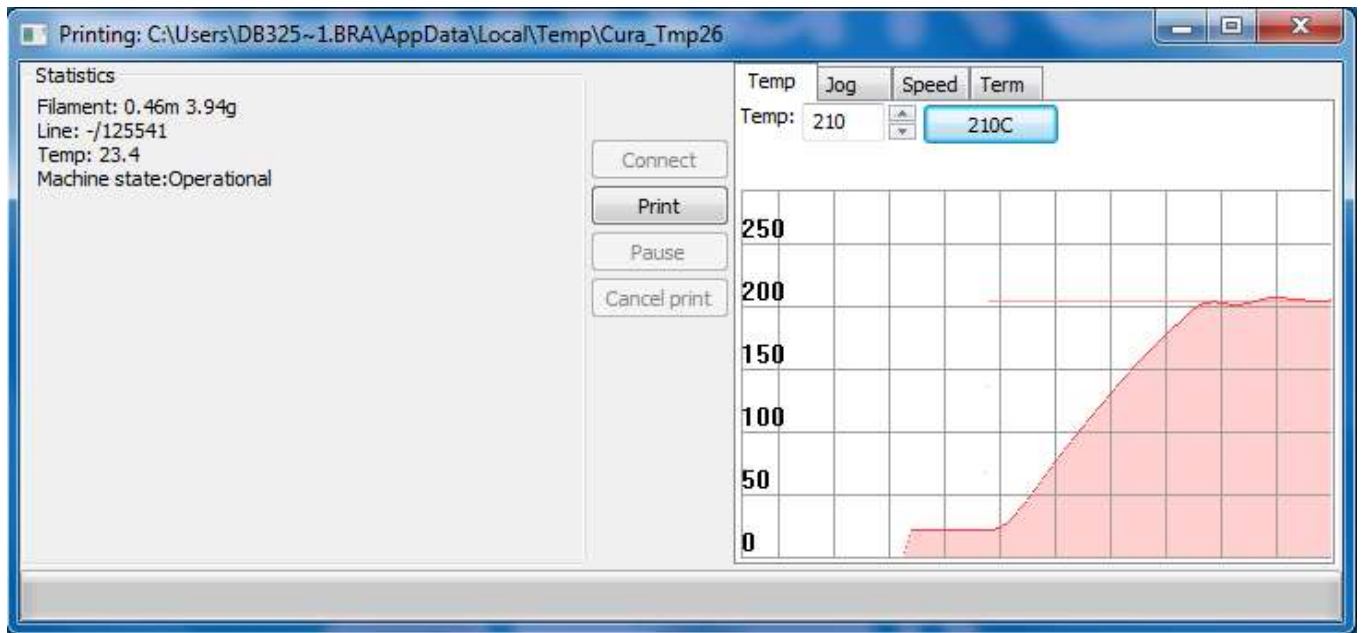 Printing: C:\Users\DB325~1.BRA\AppData\Local\Temp\Cura_Tmp26
Statistics
Filament: 0.46m 3.94g
Line: -/125541
Temp: 23.4
Machine state:Operational
Connect
Print
Pause
Cancel print
Temp Jog Speed Term
Temp: 210 210C
250
200
150
100
50
0